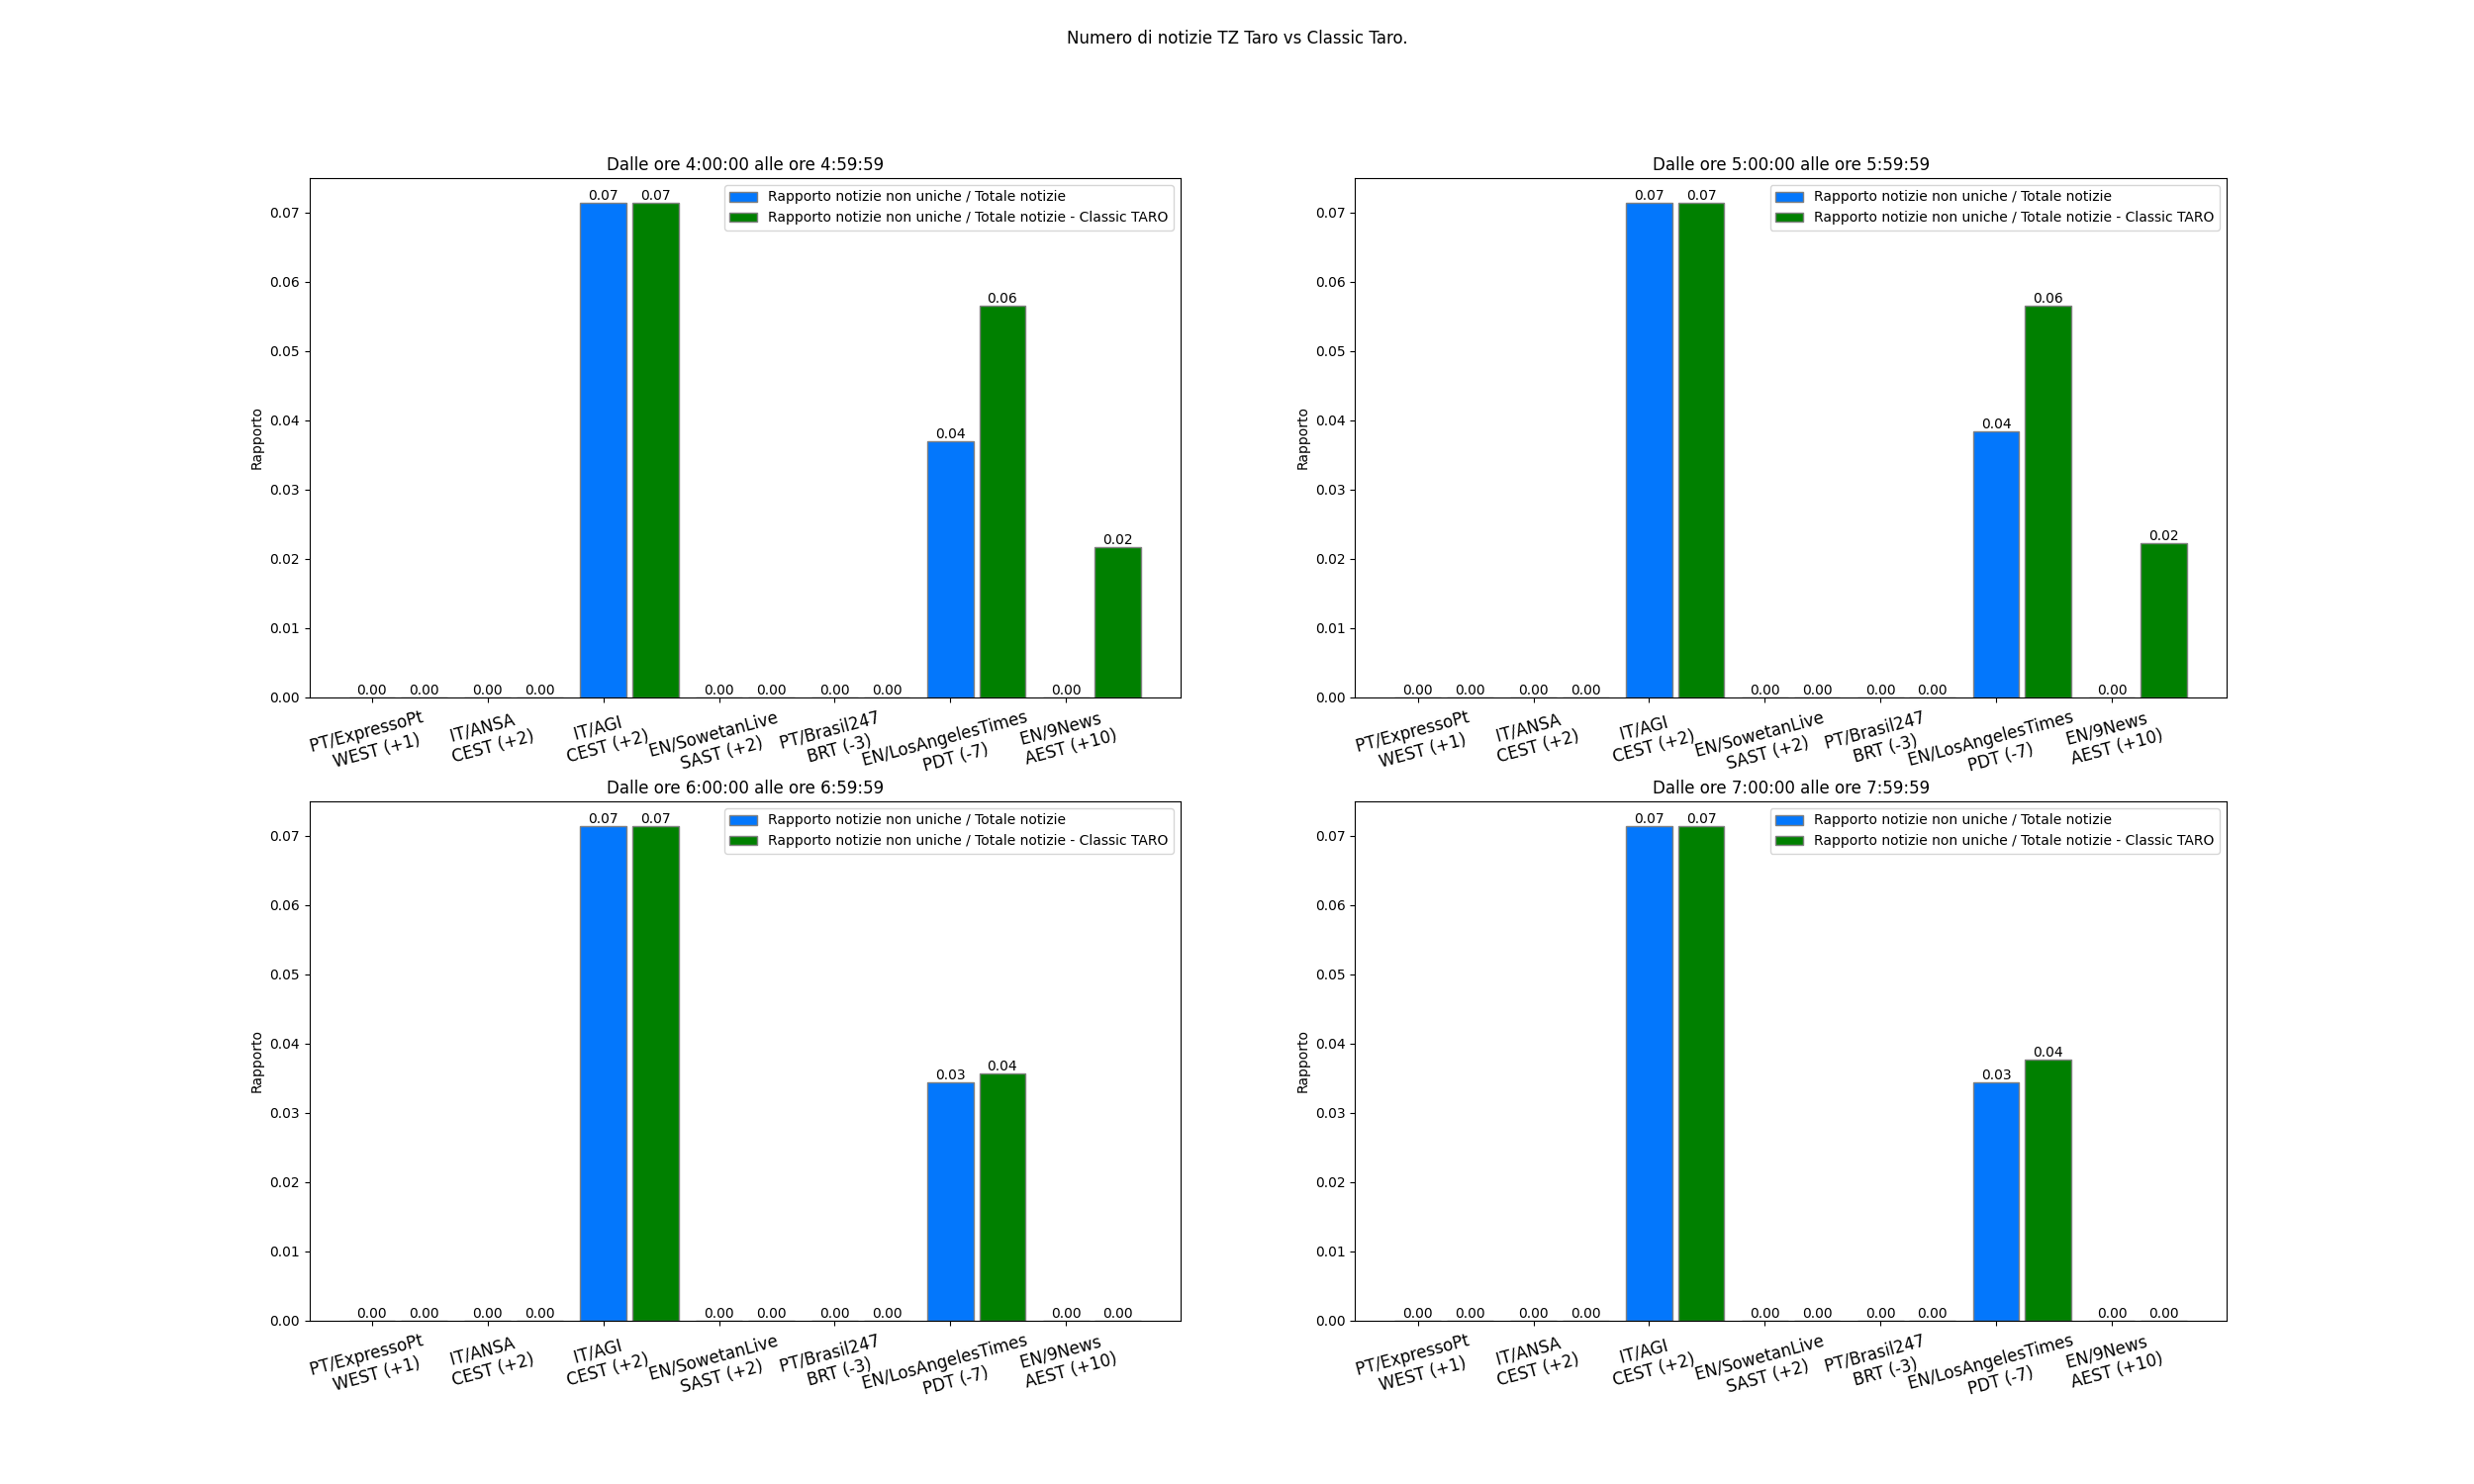 Numero di notizie TZ Taro vs Classic Taro.
Dalle ore 4:00:00 alle ore 4:59:59
Rapporto notizie non uniche / Totale notizie
Rapporto notizie non uniche / Totale notizie - Classic TARO
Rapporto
0.07
0.06
0.05
0.04
0.03
0.02
0.01
0.00
0.00 0.00 0.00 0.00 0.07 0.07 0.00 0.00 0.00 0.00 0.04 0.06 0.00 0.02
PT/ExpressoPt
WEST (+1)
IT/ANSA
CEST (+2)
IT/AGI
CEST (+2)
EN/SowetanLive
SAST (+2)
PT/Brasil247
BRT (-3)
EN/LosAngelesTimes
PDT (-7)
EN/9News
AEST (+10)
Dalle ore 5:00:00 alle ore 5:59:59
Rapporto notizie non uniche / Totale notizie
Rapporto notizie non uniche / Totale notizie - Classic TARO
Rapporto
0.07
0.06
0.05
0.04
0.03
0.02
0.01
0.00
0.00 0.00 0.00 0.00 0.07 0.07 0.00 0.00 0.00 0.00 0.04 0.06 0.00 0.02
PT/ExpressoPt
WEST (+1)
IT/ANSA
CEST (+2)
IT/AGI
CEST (+2)
EN/SowetanLive
SAST (+2)
PT/Brasil247
BRT (-3)
EN/LosAngelesTimes
PDT (-7)
EN/9News
AEST (+10)
Dalle ore 6:00:00 alle ore 6:59:59
Rapporto notizie non uniche / Totale notizie
Rapporto notizie non uniche / Totale notizie - Classic TARO
Rapporto
0.07
0.06
0.05
0.04
0.03
0.02
0.01
0.00
0.00 0.00 0.00 0.00 0.07 0.07 0.00 0.00 0.00 0.00 0.03 0.04 0.00 0.00
PT/ExpressoPt
WEST (+1)
IT/ANSA
CEST (+2)
IT/AGI
CEST (+2)
EN/SowetanLive
SAST (+2)
PT/Brasil247
BRT (-3)
EN/LosAngelesTimes
PDT (-7)
EN/9News
AEST (+10)
Dalle ore 7:00:00 alle ore 7:59:59
Rapporto notizie non uniche / Totale notizie
Rapporto notizie non uniche / Totale notizie - Classic TARO
Rapporto
0.07
0.06
0.05
0.04
0.03
0.02
0.01
0.00
0.00 0.00 0.00 0.00 0.07 0.07 0.00 0.00 0.00 0.00 0.03 0.04 0.00 0.00
PT/ExpressoPt
WEST (+1)
IT/ANSA
CEST (+2)
IT/AGI
CEST (+2)
EN/SowetanLive
SAST (+2)
PT/Brasil247
BRT (-3)
EN/LosAngelesTimes
PDT (-7)
EN/9News
AEST (+10)